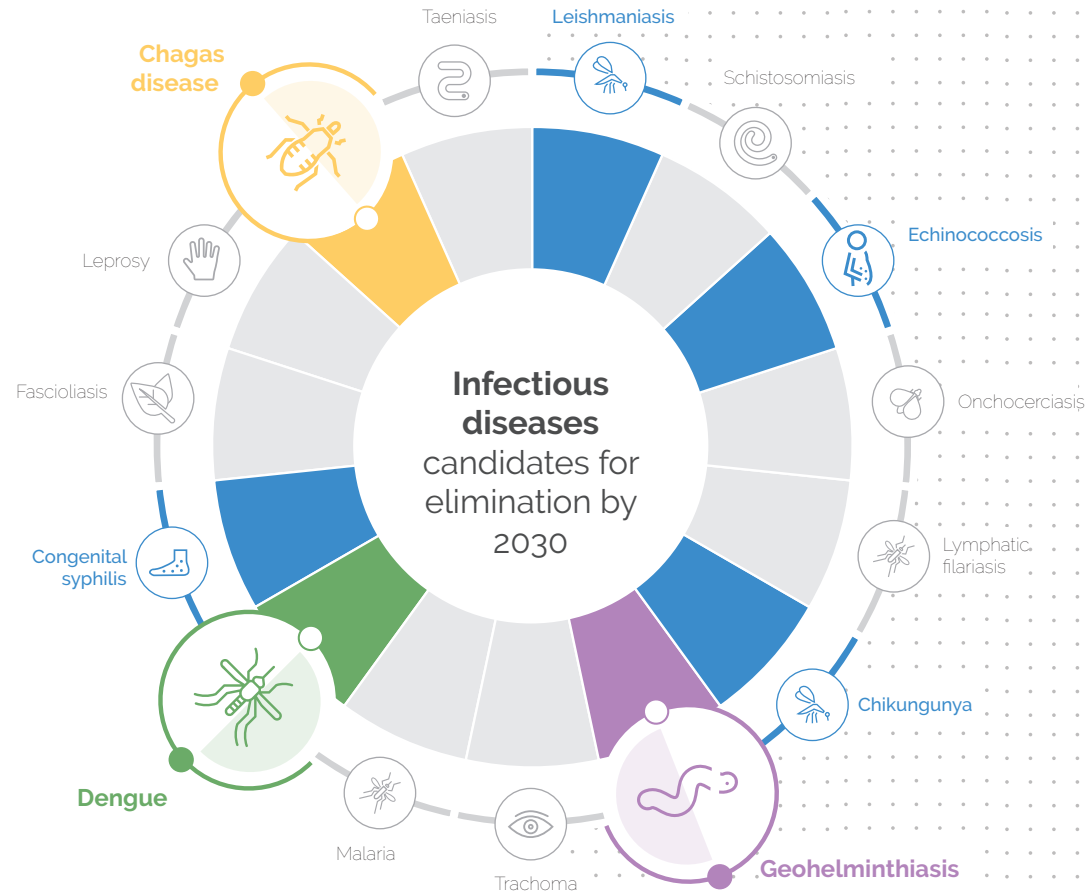 Taeniasis
Leishmaniasis
Chagas
disease
Schistosomiasis
Echinococcosis
Leprosy
Infectious
diseases
candidates for
elimination by
2030
Fascioliasis
Onchocerciasis
Congenital
syphilis
Lymphatic
filariasis
Chikungunya
Dengue
Malaria
Trachoma
Geohelminthiasis